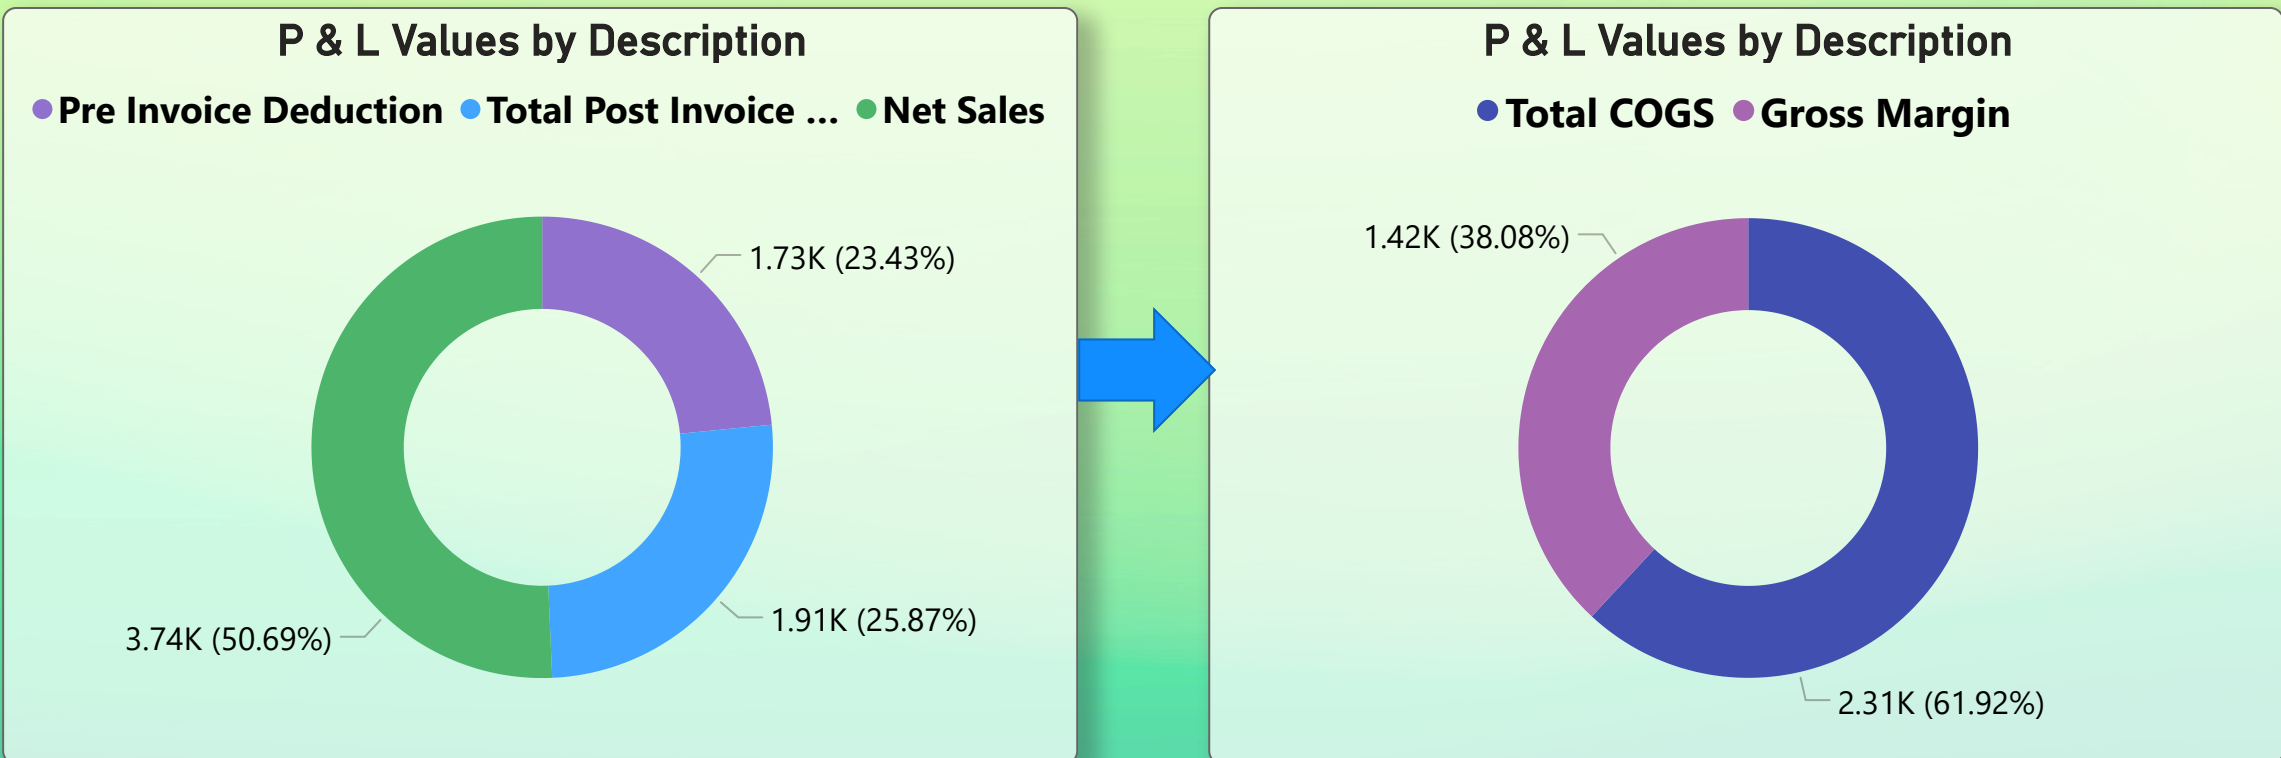 P & L Values by Description
Pre Invoice Deduction Total Post Invoice ... Net Sales
1.73K (23.43%)
1.91K (25.87%)
3.74K (50.69%)
P & L Values by Description
Total COGS Gross Margin
1.42K (38.08%)
2.31K (61.92%)